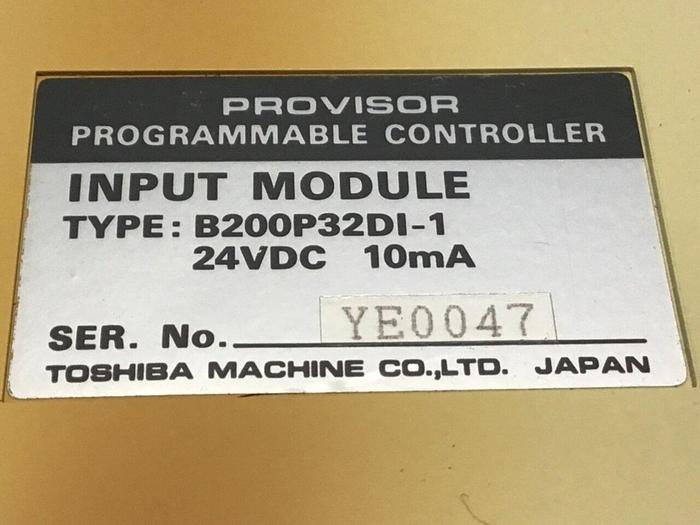 PROVISOR
PROGRAMMABLE CONTROLLER
INPUT MODULE
TYPE: B200P32DI-1
24VDC 10mA
SER. No. YE0047
TOSHIBA MACHINE CO.,LTD. JAPAN